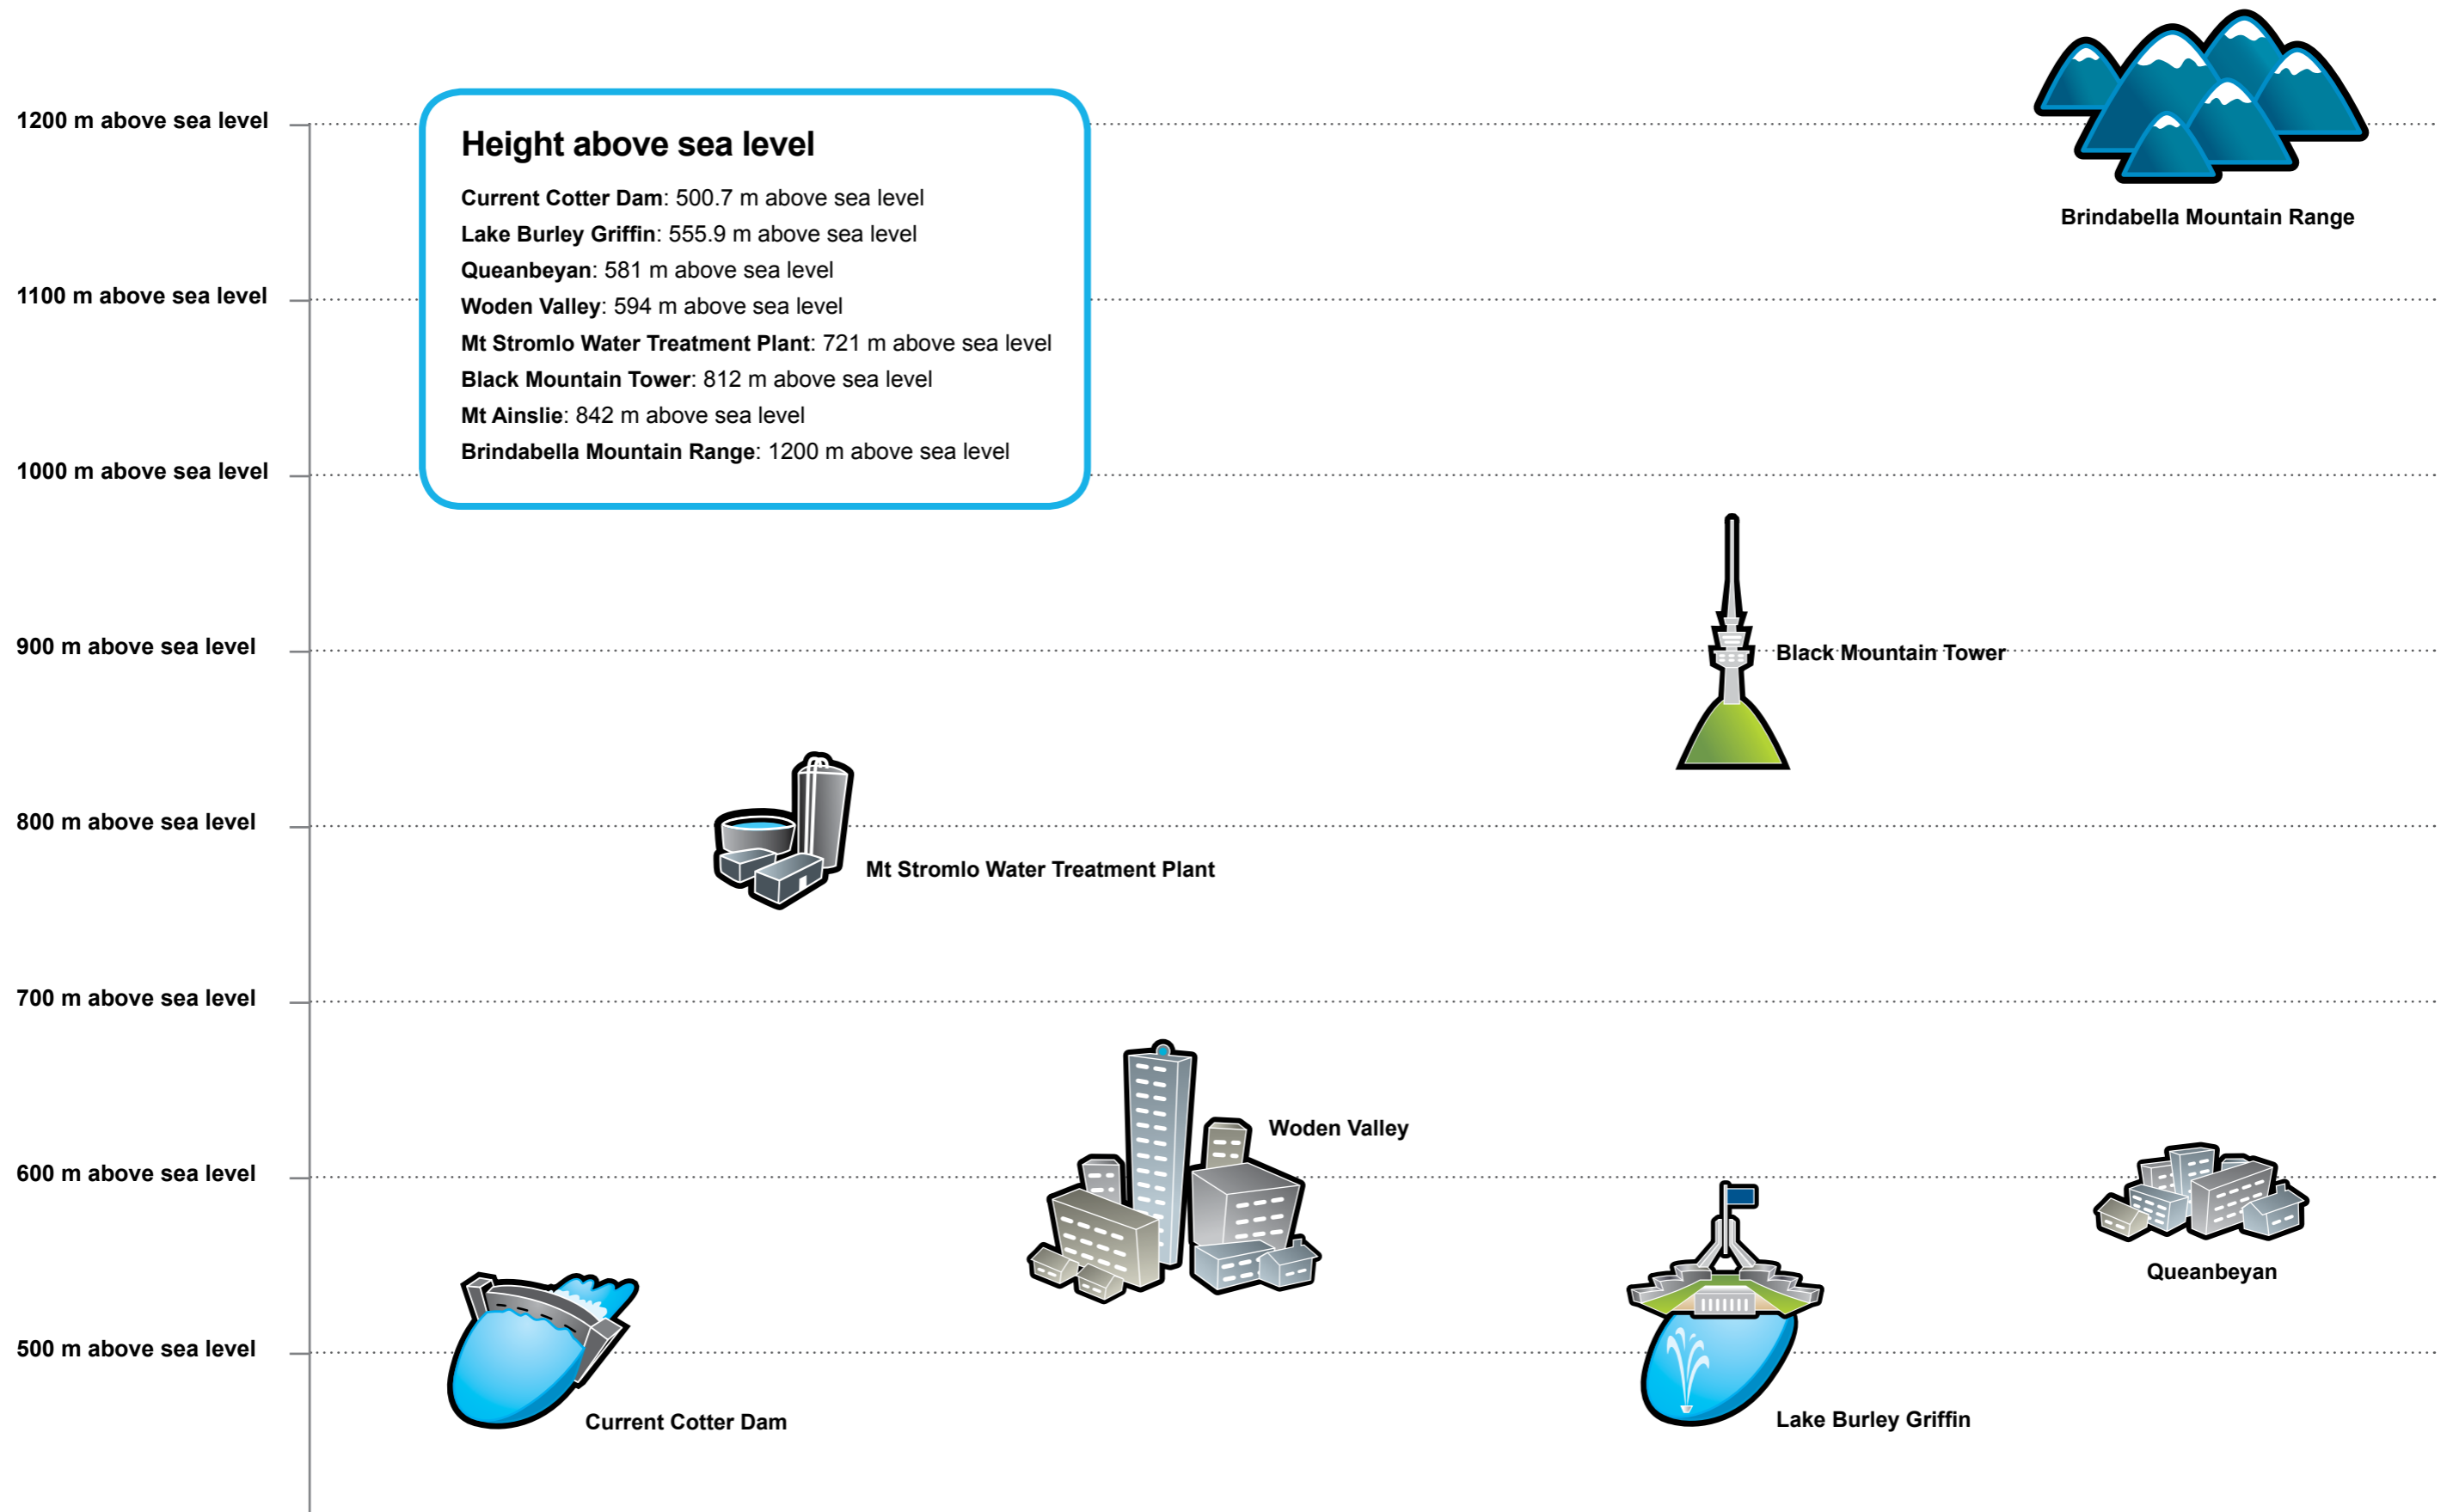 1200 m above sea level
Height above sea level
Current Cotter Dam: 500.7 m above sea level
Lake Burley Griffin: 555.9 m above sea level
Queanbeyan: 581 m above sea level
Woden Valley: 594 m above sea level
Mt Stromlo Water Treatment Plant: 721 m above sea level
Black Mountain Tower: 812 m above sea level
Mt Ainslie: 842 m above sea level
Brindabella Mountain Range: 1200 m above sea level
Brindabella Mountain Range
1100 m above sea level
1000 m above sea level
900 m above sea level
Black Mountain Tower
800 m above sea level
Mt Stromlo Water Treatment Plant
700 m above sea level
Woden Valley
600 m above sea level
Queanbeyan
500 m above sea level
Current Cotter Dam
Lake Burley Griffin